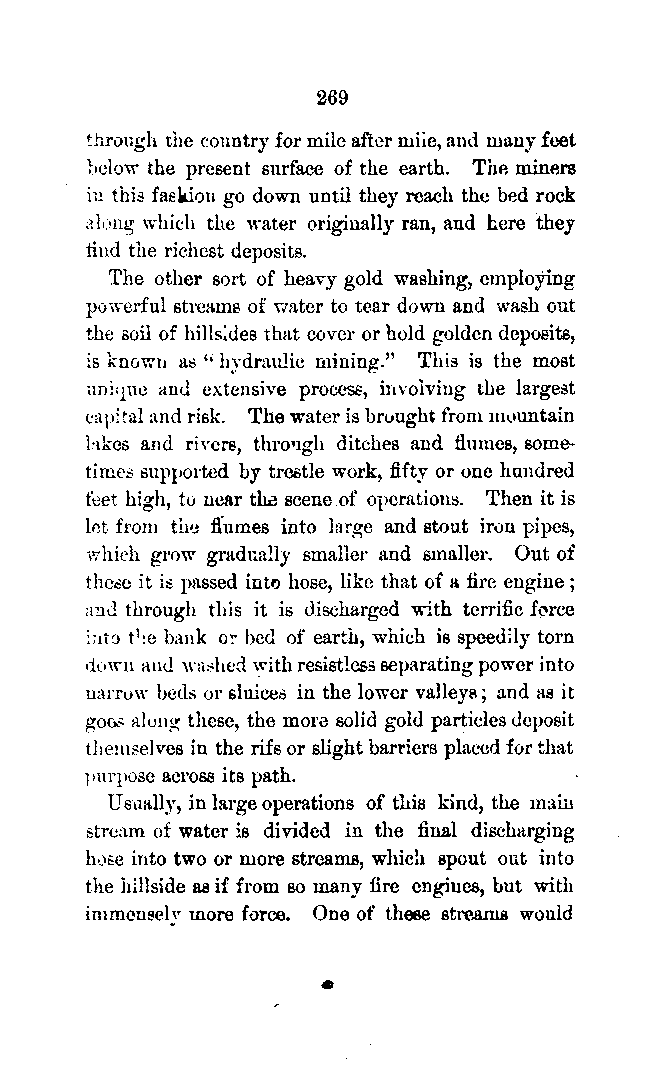 269
through the country for mile after mile, and many feet
below the present surface of the earth. The miners
in this fashion go down until they reach the bed rock
along which the water originally ran, and here they
find the richest deposits.
The other sort of heavy gold washing, employing
powerful streams of water to tear down and wash out
the soil of hillsides that cover or hold golden deposits,
is known as “hydraulic mining.” This is the most
unique and extensive process, involving the largest
capital and risk. The water is brought from mountain
lakes and rivers, through ditches and flumes, some-
times supported by trestle work, fifty or one hundred
feet high, to near the scene of operations. Then it is
let from the flumes into large and stout iron pipes,
which grow gradually smaller and smaller. Out of
these it is passed into hose, like that of a fire engine;
and through this it is discharged with terrific force
into the bank or bed of earth, which is speedily torn
down and washed with resistless separating power into
narrow beds or sluices in the lower valleys; and as it
goes along these, the more solid gold particles deposit
themselves in the rifs or slight barriers placed for that
purpose across its path.
Usually, in large operations of this kind, the main
stream of water is divided in the final discharging
hose into two or more streams, which spout out into
the hillside as if from so many fire engines, but with
immensely more force. One of these streams would